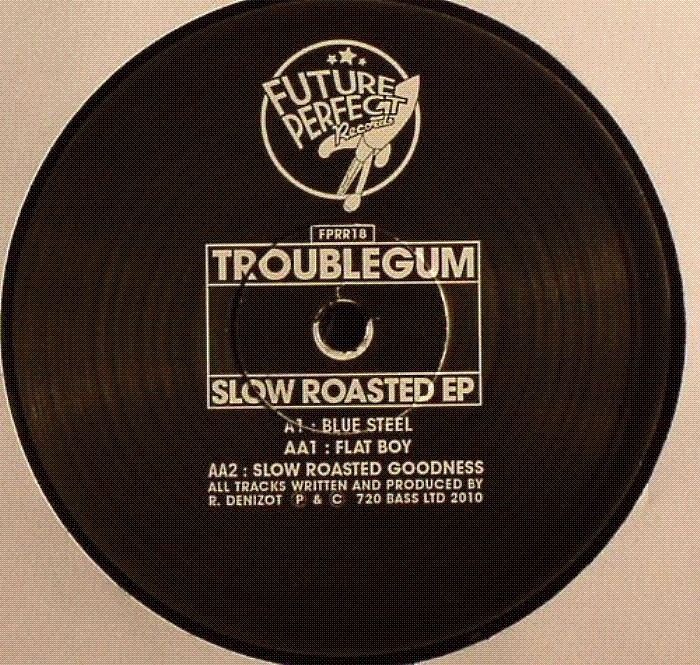 FUTURE
PERFECT
Records
FPRR18
TROUBLEGUM
SLOW ROASTED EP
A1 : BLUE STEEL
AA1 : FLAT BOY
AA2 : SLOW ROASTED GOODNESS
ALL TRACKS WRITTEN AND PRODUCED BY
R. DENIZOT P & C 720 BASS LTD 2010